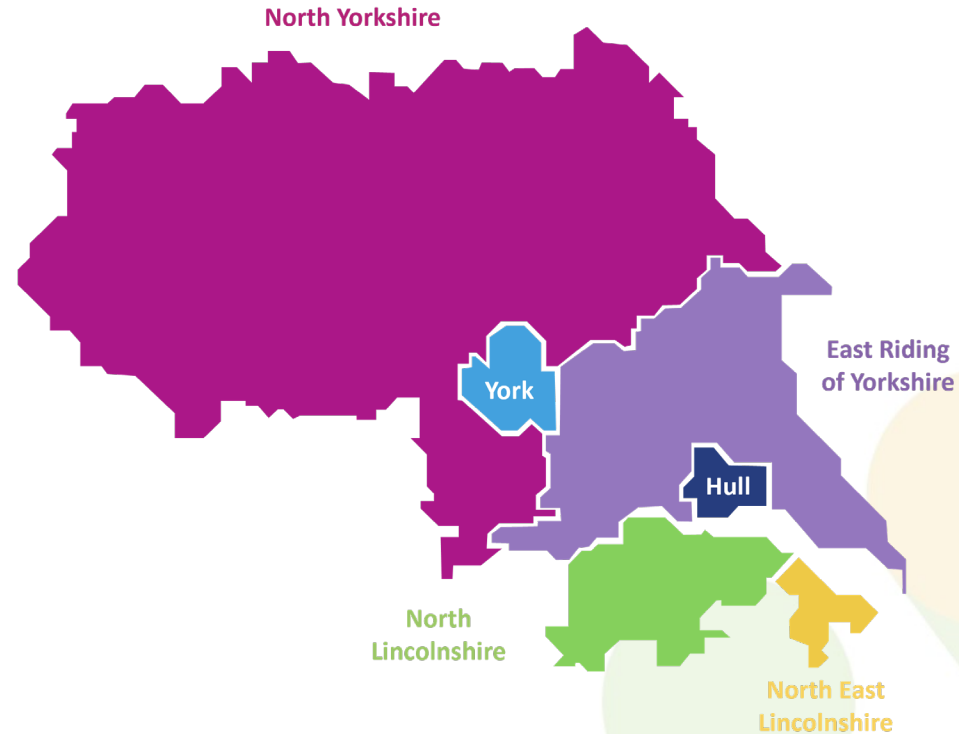 North Yorkshire
East Riding
of Yorkshire
York
Hull
North
Lincolnshire
North East
Lincolnshire